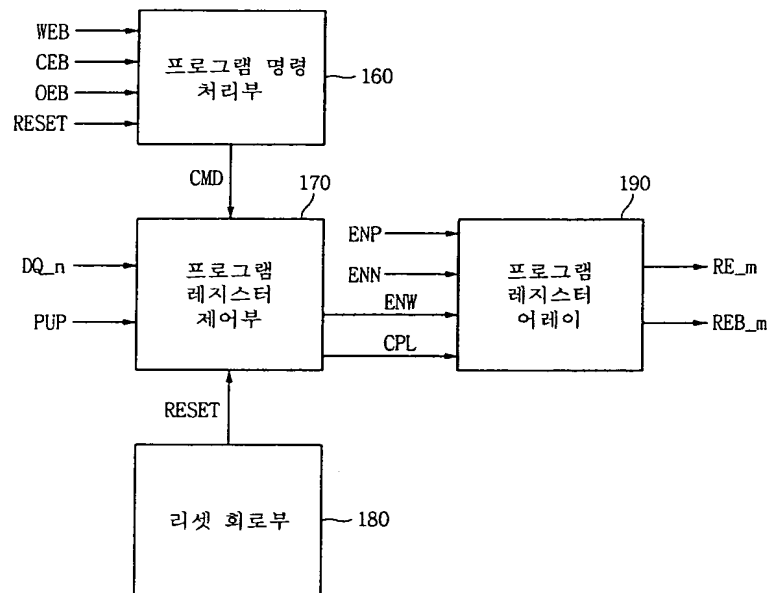 WEB
CEB
OEB
RESET
프로그램 명령
처리부
160
CMD
170
190
DQ_n
PUP
프로그램
레지스터
제어부
ENP
ENN
ENW
CPL
프로그램
레지스터
어레이
RE_m
REB_m
RESET
리셋 회로부
180